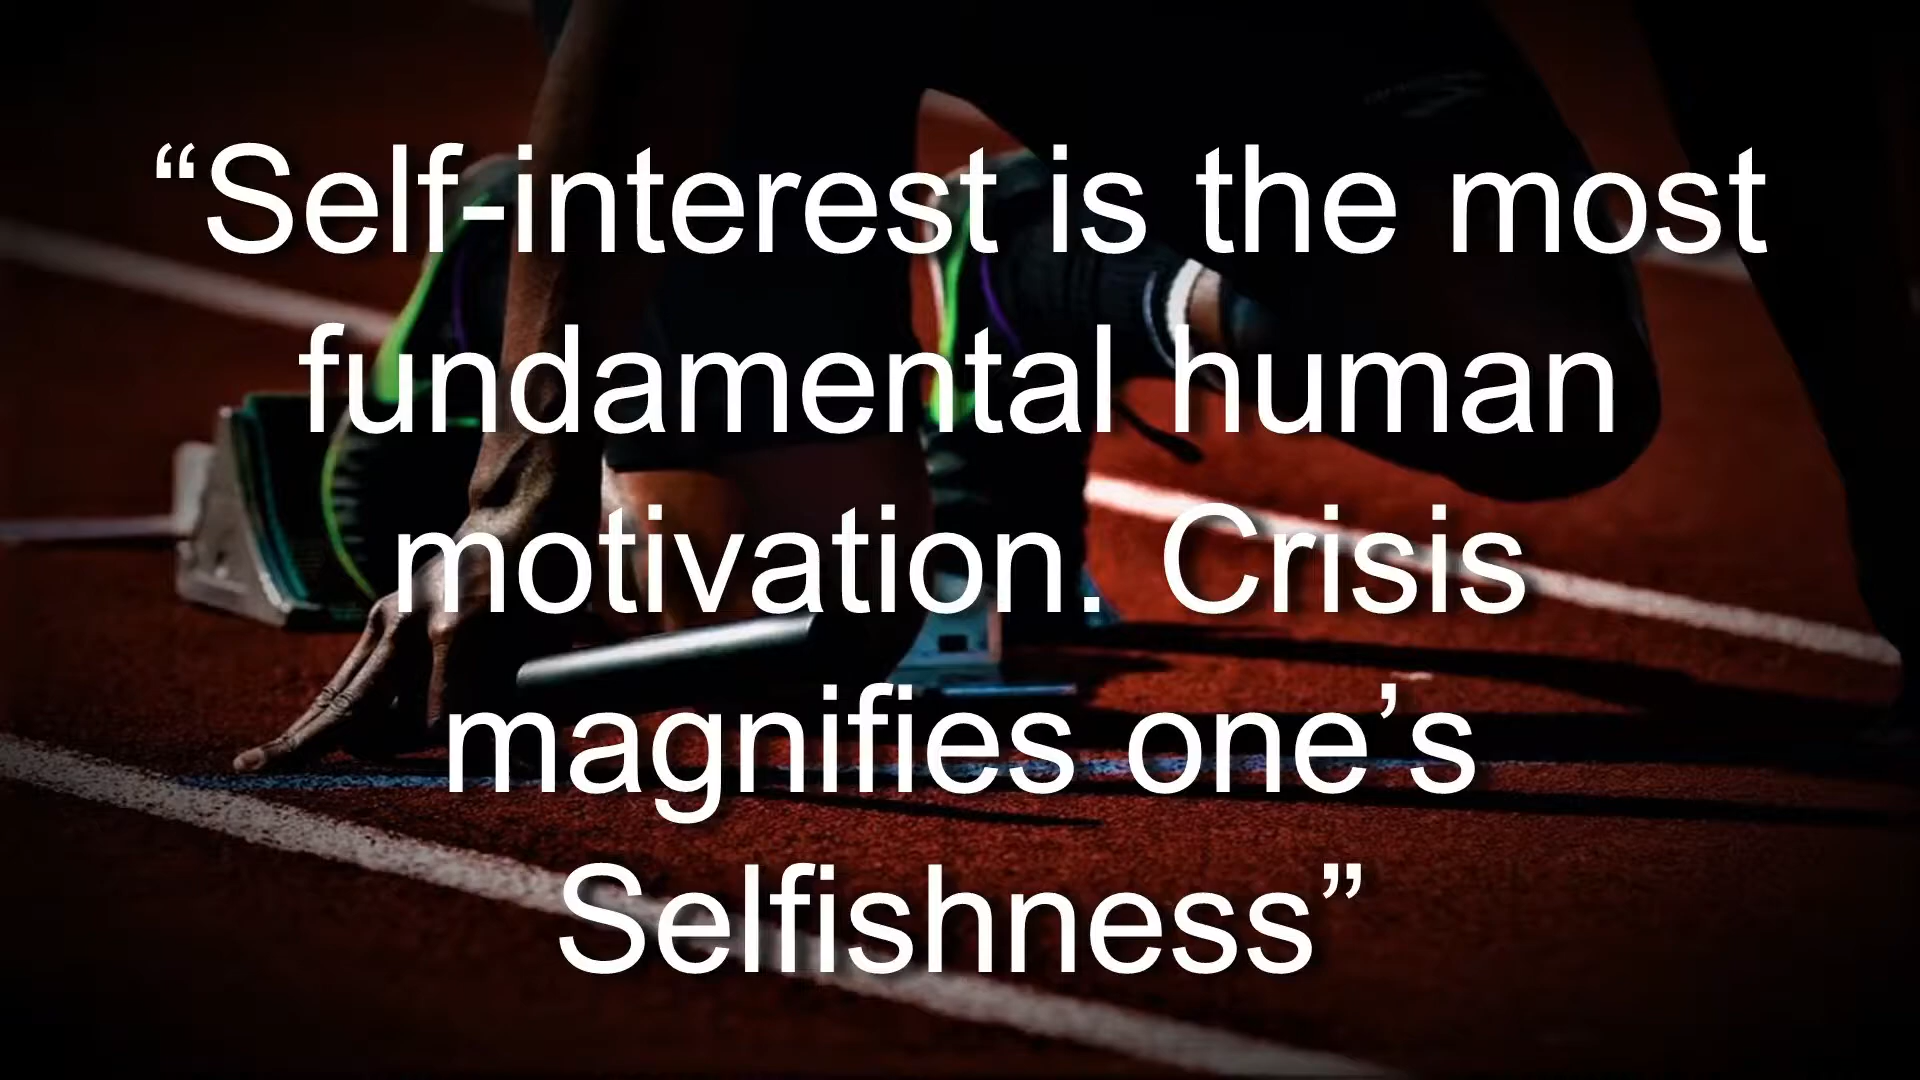 “Self-interest is the most
fundamental human
motivation. Crisis
magnifies one’s
Selfishness”